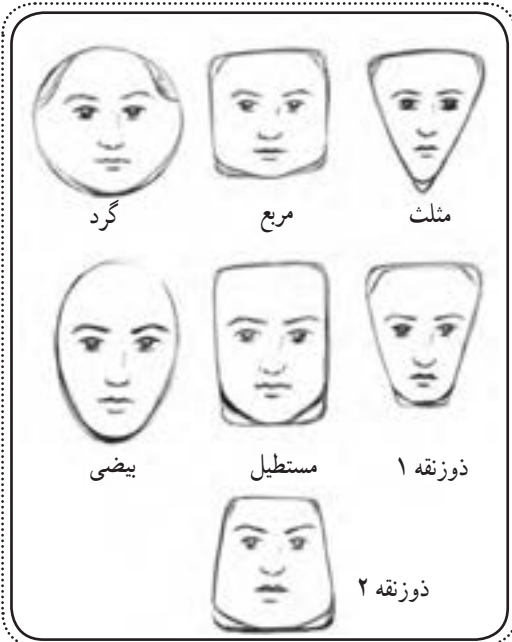 مثلث مربع گرد
ذوزنقه ۱ مستطیل بیضی
ذوزنقه ۲